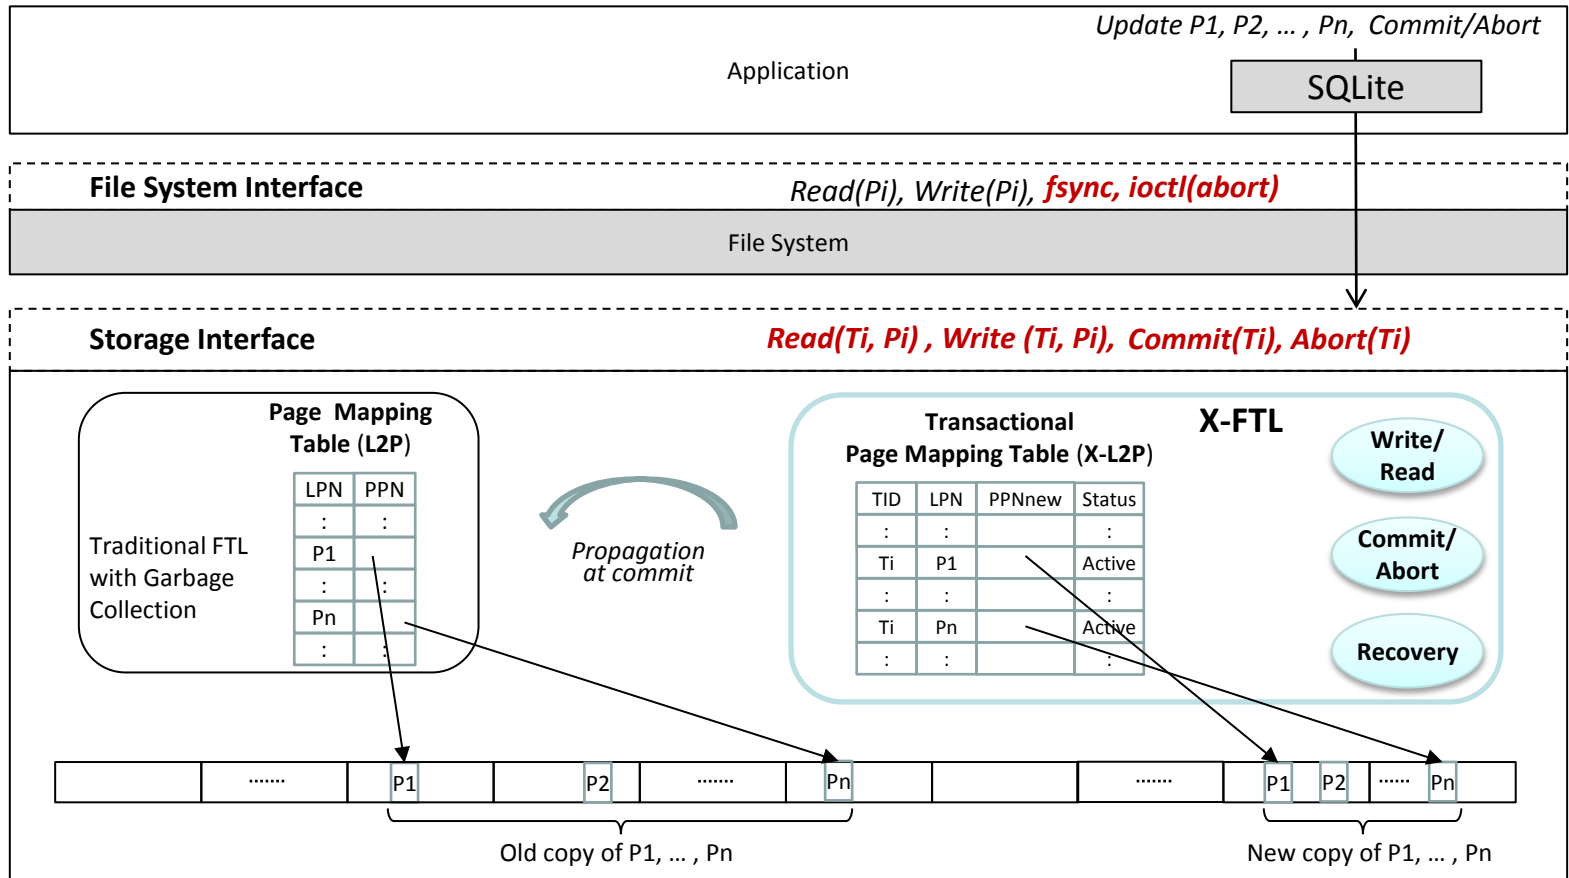 Update P1, P2, ... , Pn, Commit/Abort
Application
SQLite
File System Interface
Read(Pi), Write(Pi), fsync, ioctl(abort)
File System
Storage Interface
Read(Ti, Pi) , Write (Ti, Pi), Commit(Ti), Abort(Ti)
Page Mapping
Table (L2P)
LPN PPN
: :
P1
: :
Pn
: :
Traditional FTL
with Garbage
Collection
Propagation
at commit
X-FTL
Transactional
Page Mapping Table (X-L2P)
TID LPN PPNnew Status
: : :
Ti P1 Active
: : :
Ti Pn Active
: : :
Write/
Read
Commit/
Abort
Recovery
....... P1 P2 ....... Pn ....... P1 P2 ...... Pn
Old copy of P1, ... , Pn
New copy of P1, ... , Pn